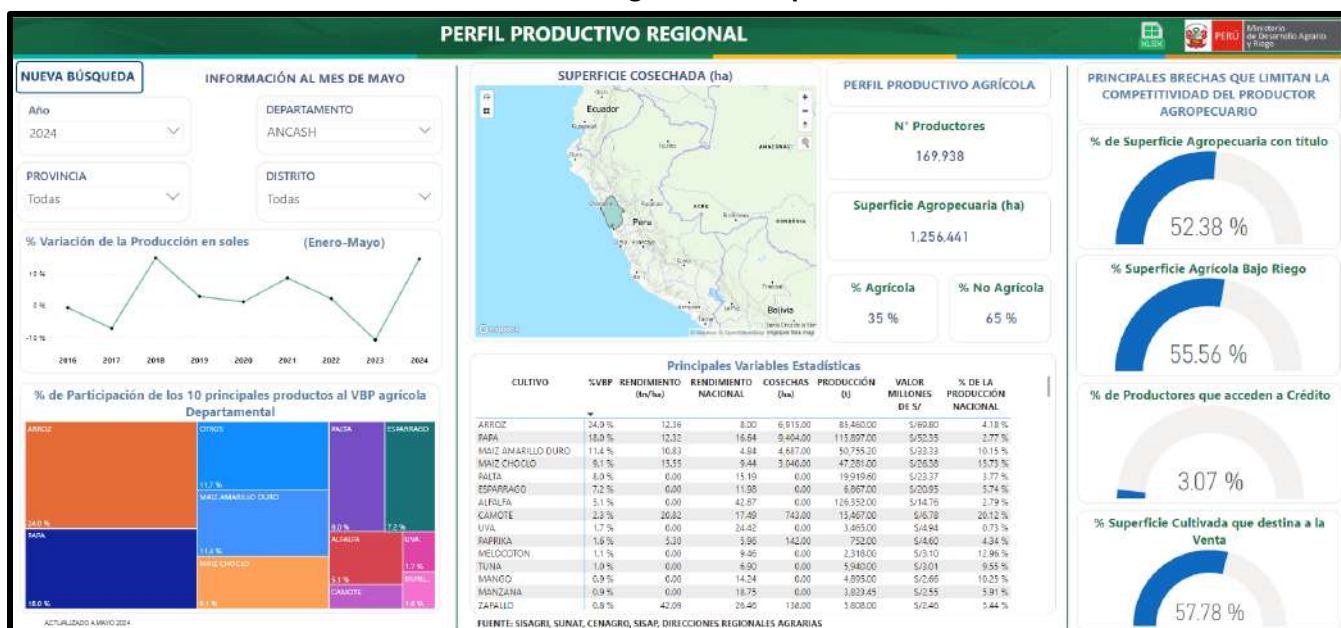 PERFIL PRODUCTIVO REGIONAL
XLSX
PERÚ
Ministerio
de Desarrollo Agrario
y Riego
NUEVA BÚSQUEDA
INFORMACIÓN AL MES DE MAYO
Año
2024
DEPARTAMENTO
ANCASH
PROVINCIA
Todas
DISTRITO
Todas
% Variación de la Producción en soles (Enero-Mayo)
10 %
0 %
-10 %
2016 2017 2018 2019 2020 2021 2022 2023 2024
% de Participación de los 10 principales productos al VBP agrícola
Departamental
ARROZ
24.0 %
PAPA
18.0 %
OTROS
11.7 %
MAIZ AMARILLO DURO
11.4 %
MAIZ CHOCLO
9.1 %
PALTA
8.0 %
ESPARRAGO
7.2 %
ALFALFA
5.1 %
CAMOTE
UVA
1.7 %
1.6 %
ACTUALIZADO A MAYO 2024
SUPERFICIE COSECHADA (ha)
Ecuador
AMAZONAS
ACRE
Perú
Bolivia
PERFIL PRODUCTIVO AGRÍCOLA
N° Productores
169,938
Superficie Agropecuaria (ha)
1,256,441
% Agrícola
35 %
% No Agrícola
65 %
Principales Variables Estadísticas
CULTIVO %VBP RENDIMIENTO (tn/ha) RENDIMIENTO NACIONAL COSECHAS (ha) PRODUCCIÓN (t) VALOR MILLONES DE S/ % DE LA PRODUCCIÓN NACIONAL
ARROZ 24.0 % 12.36 8.00 6,915.00 85,460.00 S/69.80 4.18 %
PAPA 18.0 % 12.32 16.64 9,404.00 115,897.00 S/52.35 2.77 %
MAIZ AMARILLO DURO 11.4 % 10.83 4.84 4,687.00 50,755.20 S/33.33 10.15 %
MAIZ CHOCLO 9.1 % 15.55 9.44 3,040.00 47,281.00 S/26.38 15.73 %
PALTA 8.0 % 0.00 15.19 0.00 19,919.60 S/23.37 3.77 %
ESPARRAGO 7.2 % 0.00 11.98 0.00 6,867.00 S/20.95 5.74 %
ALFALFA 5.1 % 0.00 42.87 0.00 126,352.00 S/14.76 2.79 %
CAMOTE 2.3 % 20.82 17.49 743.00 15,467.00 S/6.78 20.12 %
UVA 1.7 % 0.00 24.42 0.00 3,465.00 S/4.94 0.73 %
PAPRIKA 1.6 % 5.30 5.96 142.00 752.00 S/4.60 4.34 %
MELOCOTON 1.1 % 0.00 9.46 0.00 2,318.00 S/3.10 12.96 %
TUNA 1.0 % 0.00 6.90 0.00 5,940.00 S/3.01 9.55 %
MANGO 0.9 % 0.00 14.24 0.00 4,895.00 S/2.66 10.25 %
MANZANA 0.9 % 0.00 18.75 0.00 3,823.45 S/2.55 5.91 %
ZAPALLO 0.8 % 42.09 26.46 138.00 5,808.00 S/2.46 5.44 %
FUENTE: SISAGRI, SUNAT, CENAGRO, SISAP, DIRECCIONES REGIONALES AGRARIAS
PRINCIPALES BRECHAS QUE LIMITAN LA
COMPETITIVIDAD DEL PRODUCTOR
AGROPECUARIO
% de Superficie Agropecuaria con título
52.38 %
% Superficie Agrícola Bajo Riego
55.56 %
% de Productores que acceden a Crédito
3.07 %
% Superficie Cultivada que destina a la
Venta
57.78 %